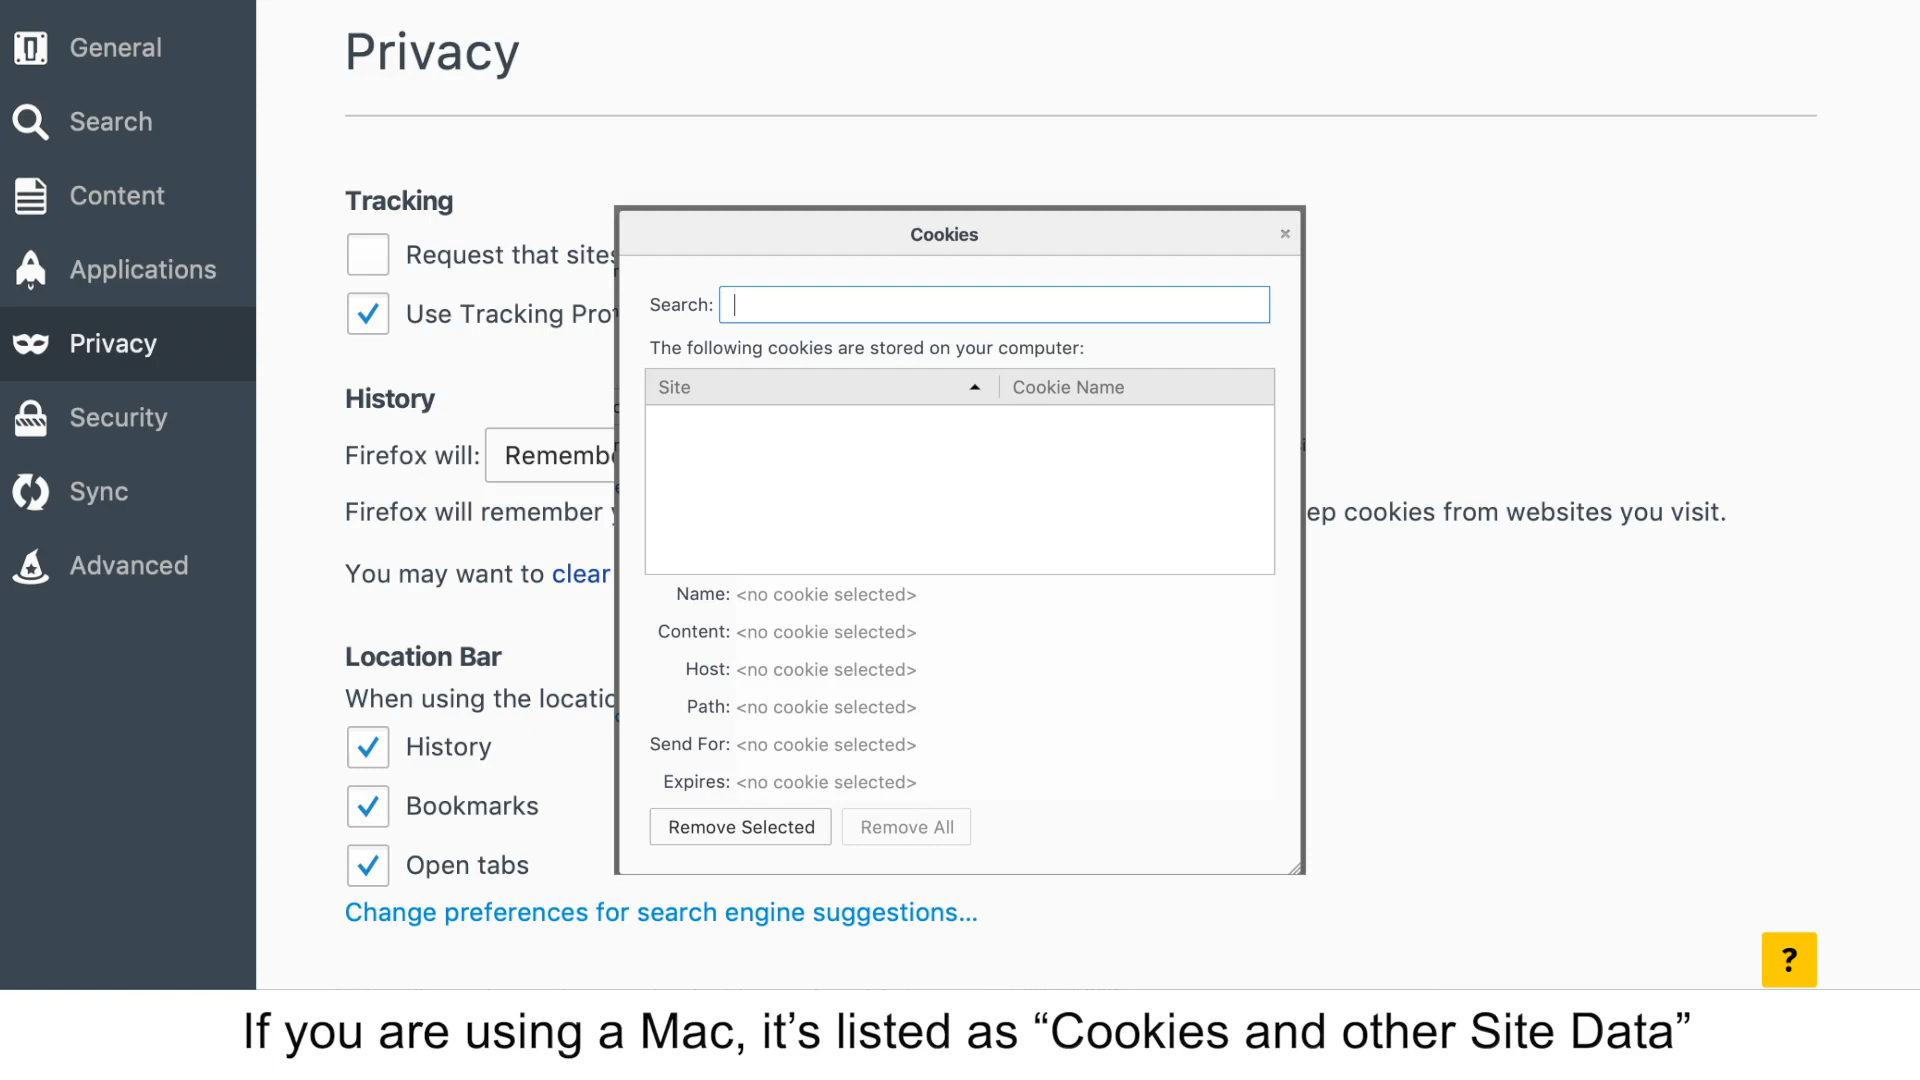 General
Search
Content
Applications
Privacy
Security
Sync
Advanced
Privacy
Tracking
Request that sites
Use Tracking Pro
History
Firefox will: Remembe
Firefox will remember
ep cookies from websites you visit.
You may want to clear
Location Bar
When using the locatio
History
Bookmarks
Open tabs
Change preferences for search engine suggestions...
Cookies ×
Search:
The following cookies are stored on your computer:
Site Cookie Name
Name: <no cookie selected>
Content: <no cookie selected>
Host: <no cookie selected>
Path: <no cookie selected>
Send For: <no cookie selected>
Expires: <no cookie selected>
Remove Selected Remove All
?
If you are using a Mac, it’s listed as “Cookies and other Site Data”